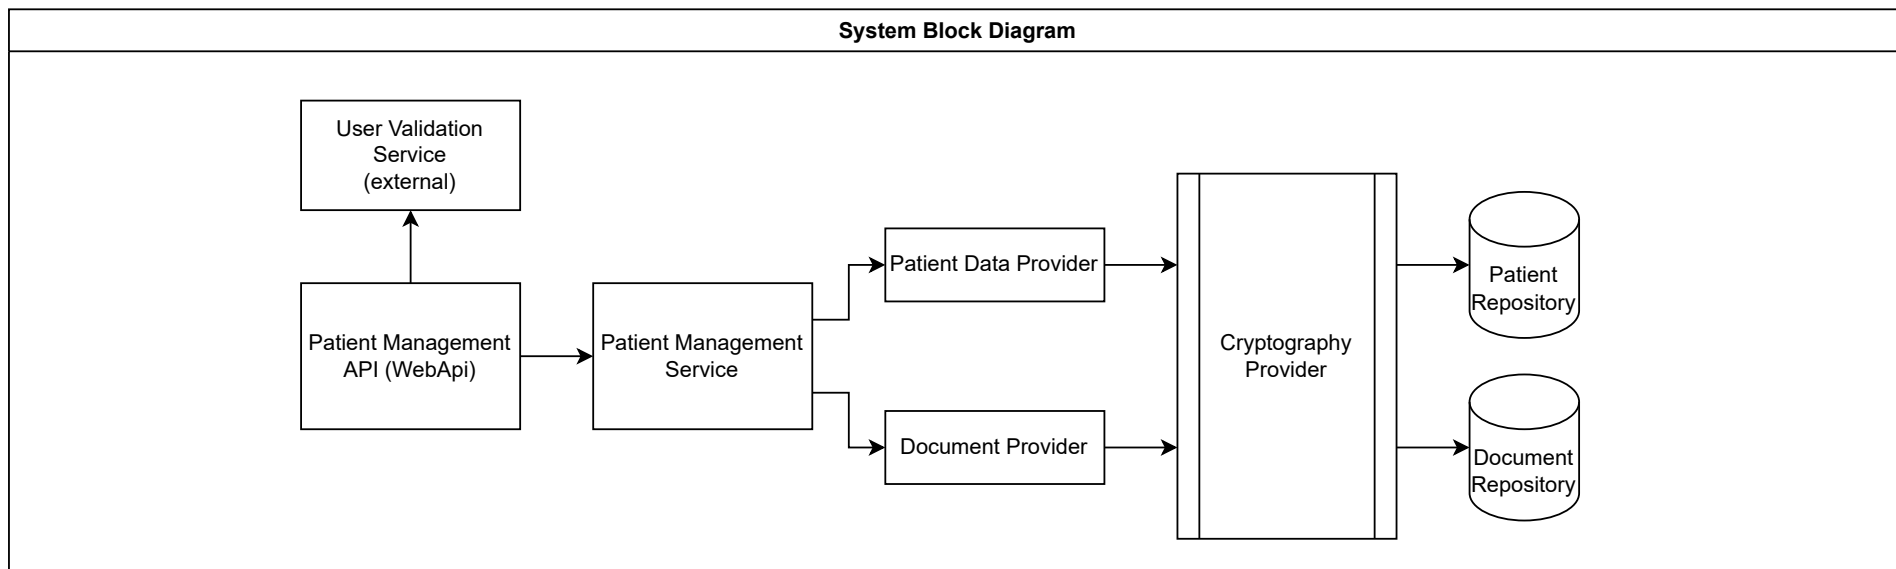 System Block Diagram
User Validation
Service
(external)
Patient Management
API (WebApi)
Patient Management
Service
Patient Data Provider
Document Provider
Cryptography
Provider
Patient
Repository
Document
Repository